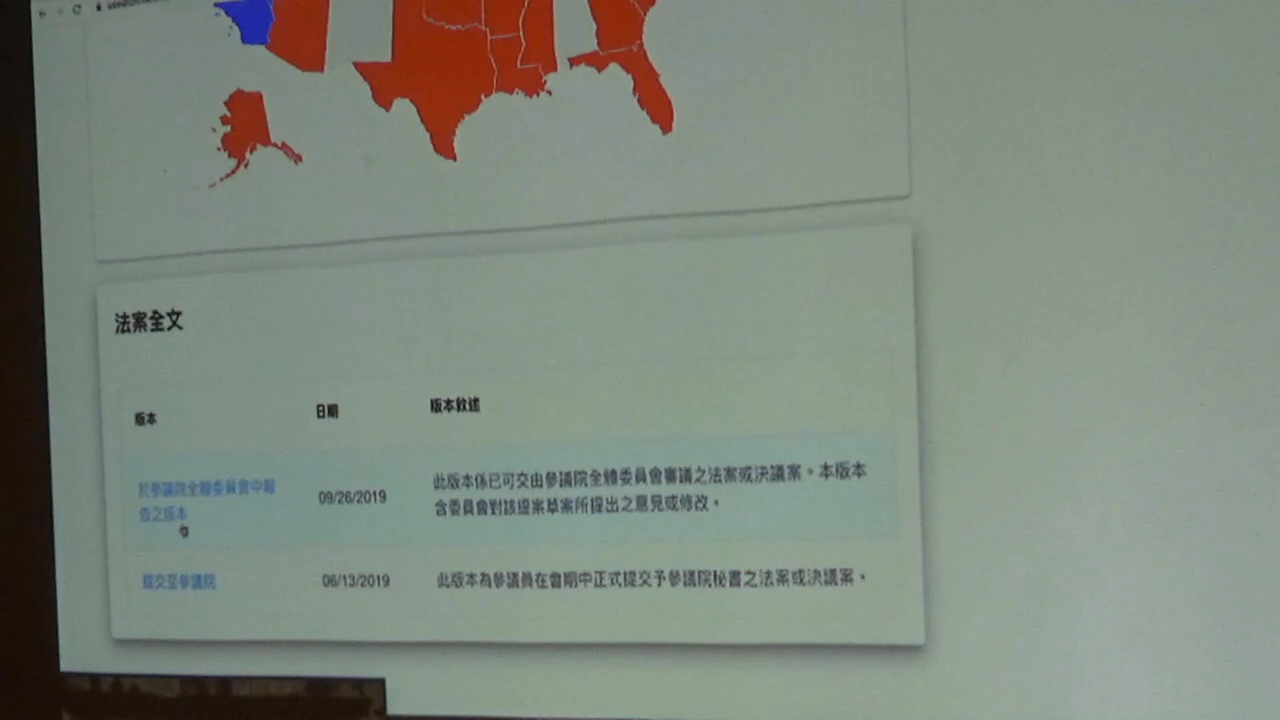 法案全文
版本 日期 版本敘述
於參議院全體委員會中報
告之版本
09/26/2019
此版本係已可交由參議院全體委員會審議之法案或決議案。本版本
含委員會對該提案草案所提出之意見或修改。
提交至參議院 06/13/2019 此版本為參議員在會期中正式提交予參議院秘書之法案或決議案。